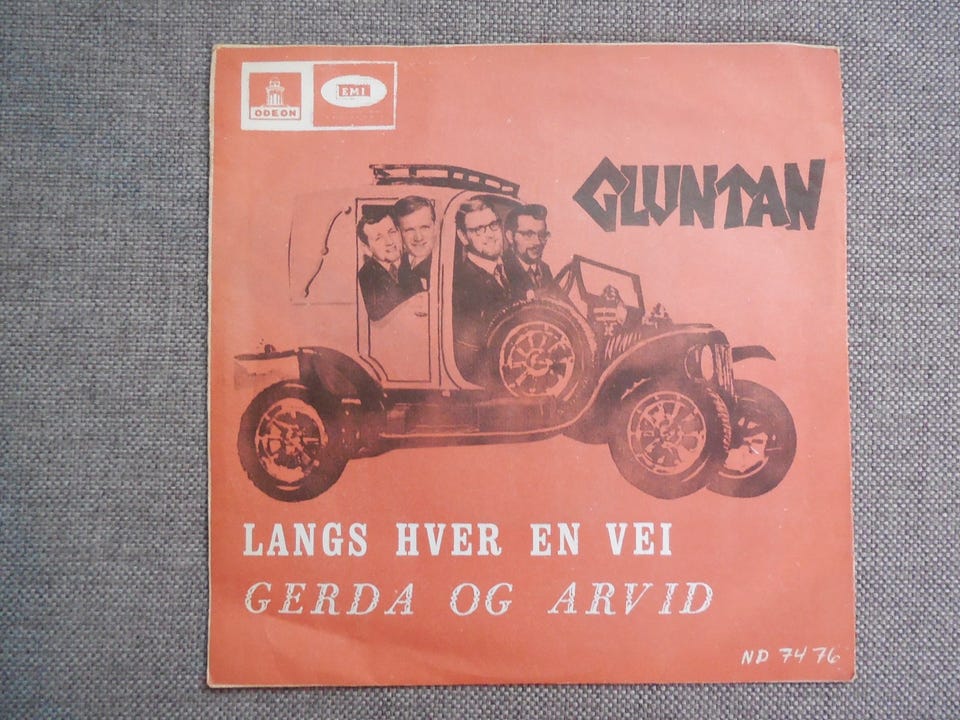 ODEON
EMI
GLUNTAN
LANGS HVER EN VEI
GERDA OG ARVID
ND 7476